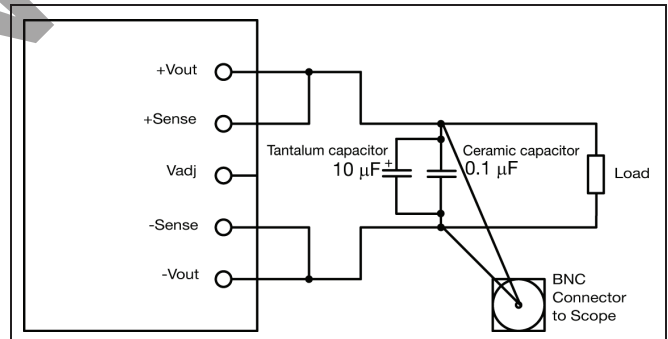 +Vout
+Sense
Vadj
-Sense
-Vout
Tantalum capacitor
10 μF
+
Ceramic capacitor
0.1 μF
Load
BNC
Connector
to Scope